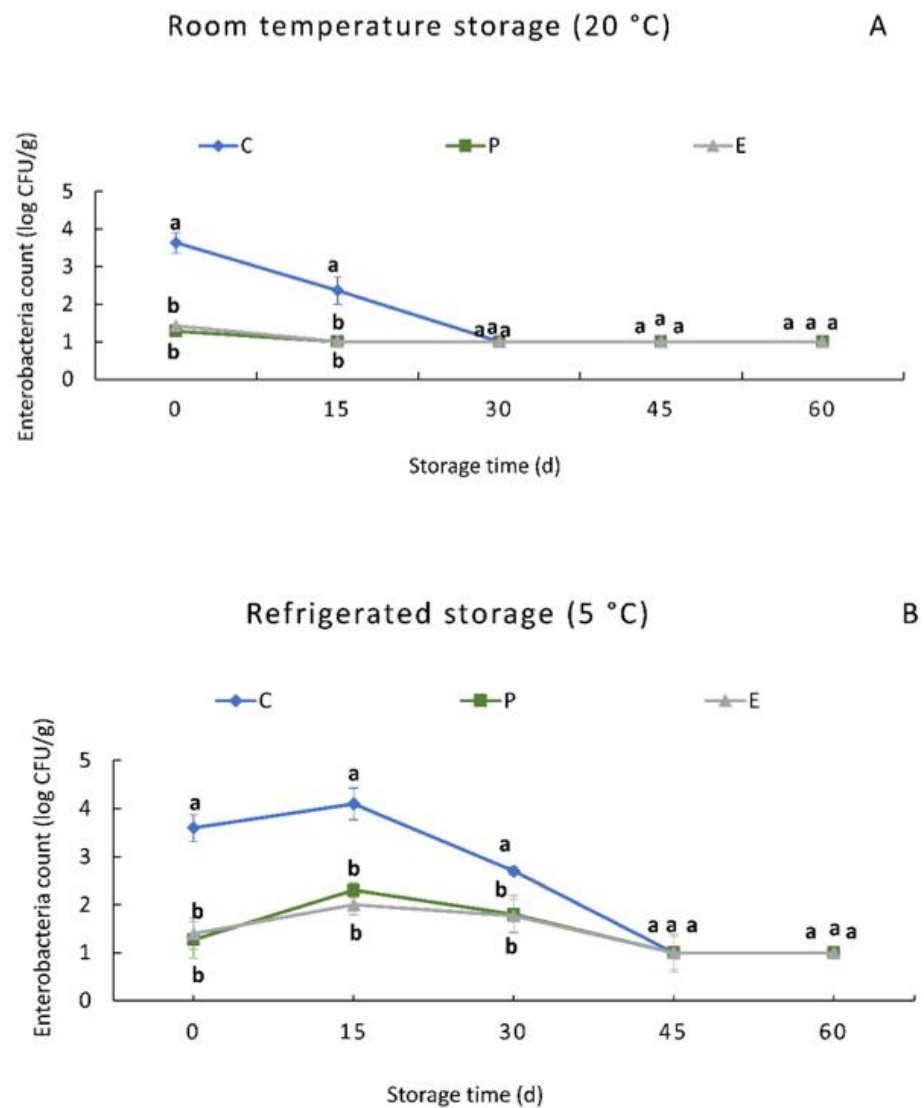 Room temperature storage (20 °C) A
C P E
Enterobacteria count (log CFU/g)
5
a
4
a
3
2
b b
a a a a a a a a a
1
b b
0
0 15 30 45 60
Storage time (d)
Refrigerated storage (5 °C) B
C P E
Enterobacteria count (log CFU/g)
5
a
a
4
a
3
b b
2
b
a a a a a a
1
b b
b
0
0 15 30 45 60
Storage time (d)